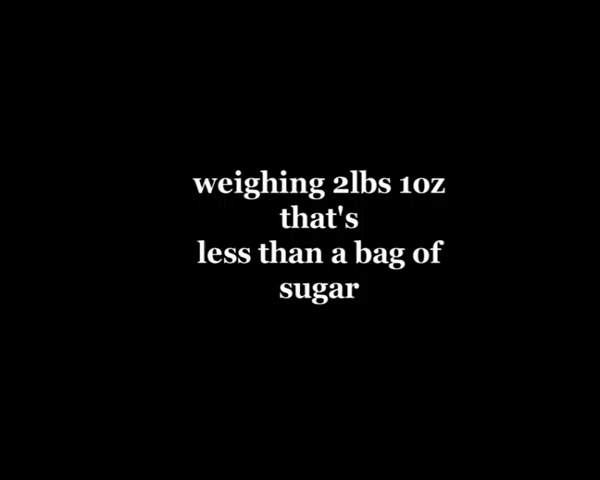 weighing 2lbs 1oz
that's
less than a bag of
sugar